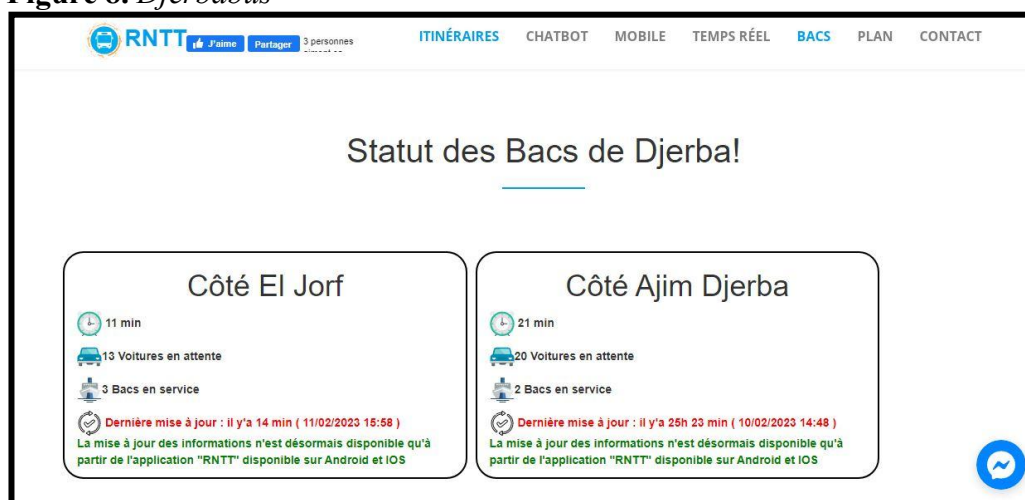 Figure 8. Djerbabus
RNTT J'aime Partager 3 personnes
ITINÉRAIRES CHATBOT MOBILE TEMPS RÉEL BACS PLAN CONTACT
Statut des Bacs de Djerba!
Côté El Jorf
11 min
13 Voitures en attente
3 Bacs en service
Dernière mise à jour : il y'a 14 min ( 11/02/2023 15:58 )
La mise à jour des informations n'est désormais disponible qu'à
partir de l'application "RNTT" disponible sur Android et IOS
Côté Ajim Djerba
21 min
20 Voitures en attente
2 Bacs en service
Dernière mise à jour : il y'a 25h 23 min ( 10/02/2023 14:48 )
La mise à jour des informations n'est désormais disponible qu'à
partir de l'application "RNTT" disponible sur Android et IOS